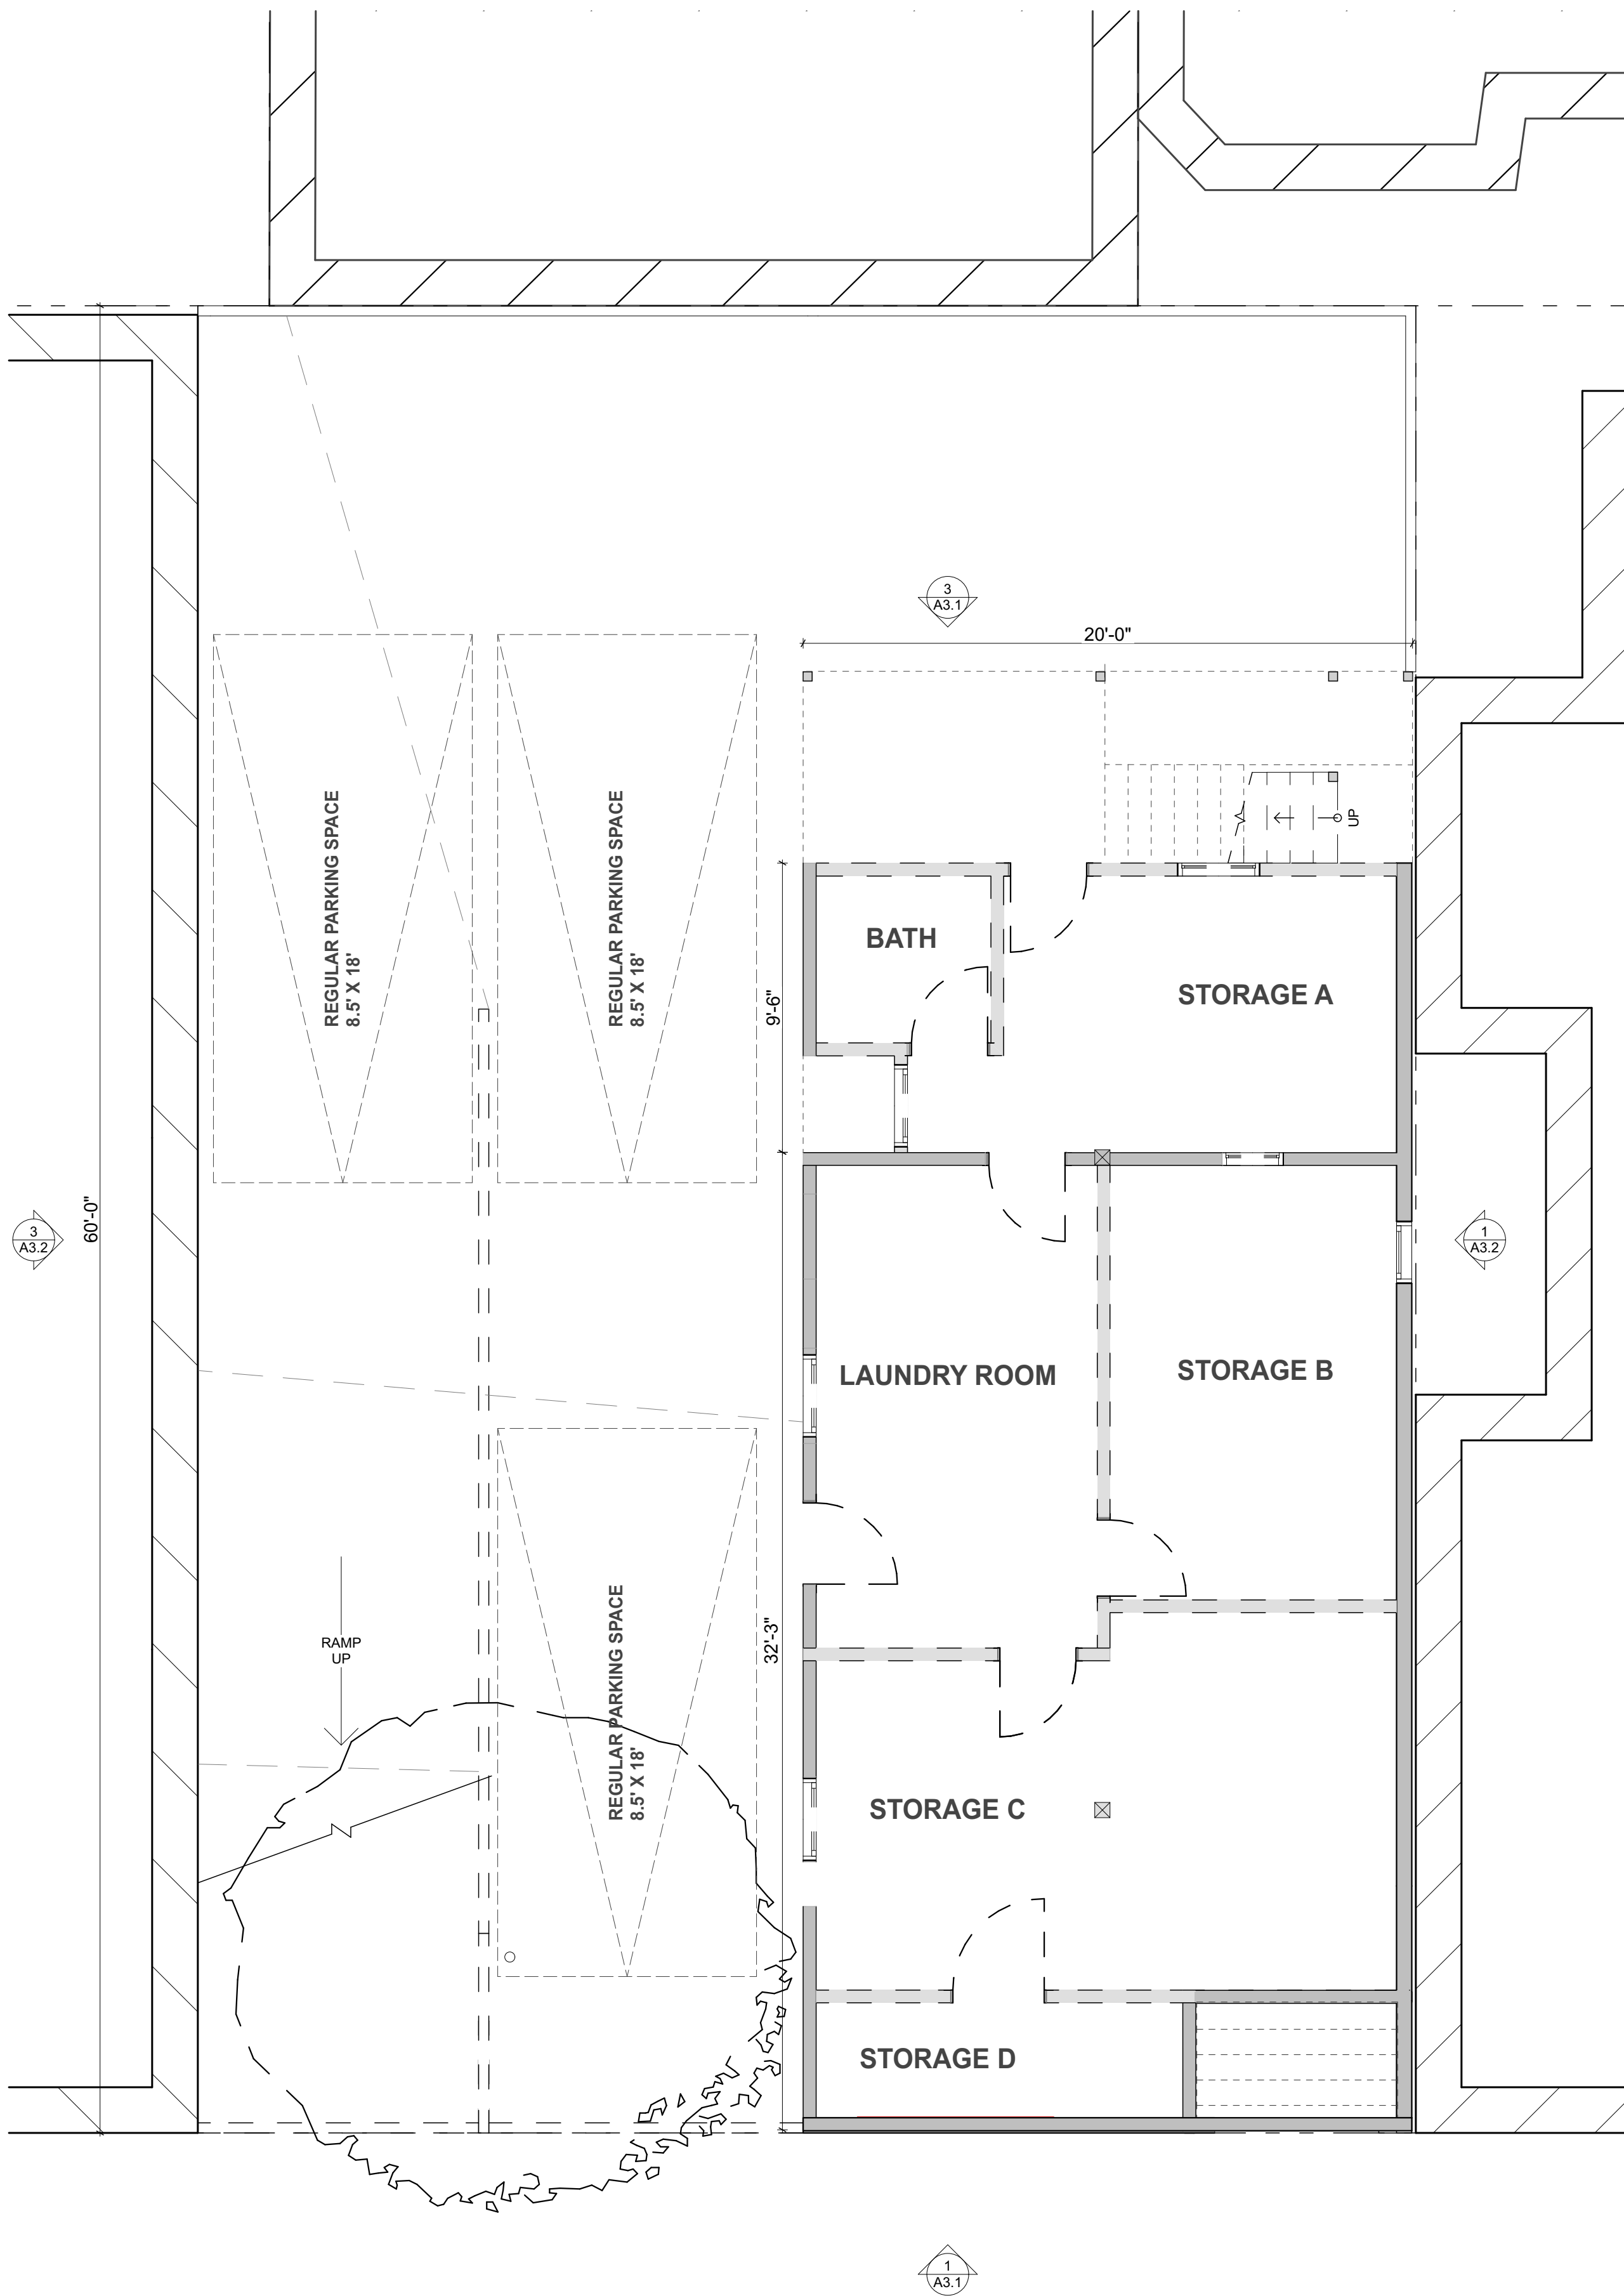 3
A3.1
20'-0"
REGULAR PARKING SPACE
8.5' X 18'
REGULAR PARKING SPACE
8.5' X 18'
UP
BATH
STORAGE A
9'-6"
60'-0"
3
A3.2
1
A3.2
LAUNDRY ROOM
STORAGE B
REGULAR PARKING SPACE
8.5' X 18'
32'-3"
RAMP
UP
STORAGE C
STORAGE D
1
A3.1